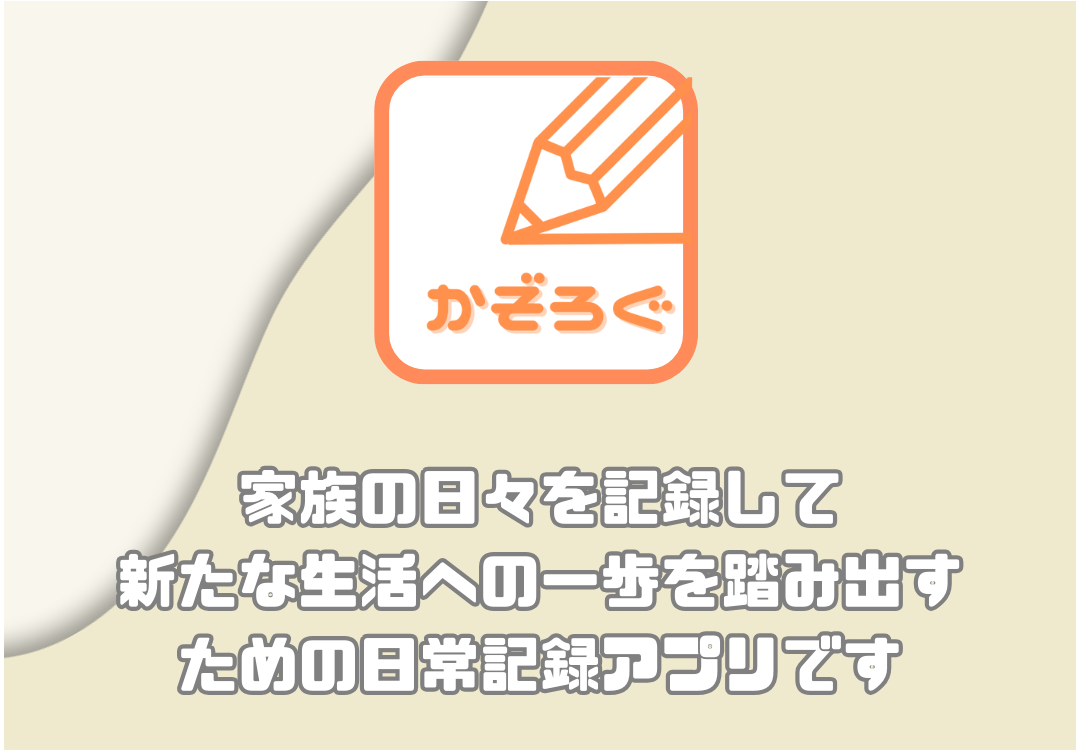 かぞろぐ
家族の日々を記録して
新たな生活への一歩を踏み出す
ための日常記録アプリです